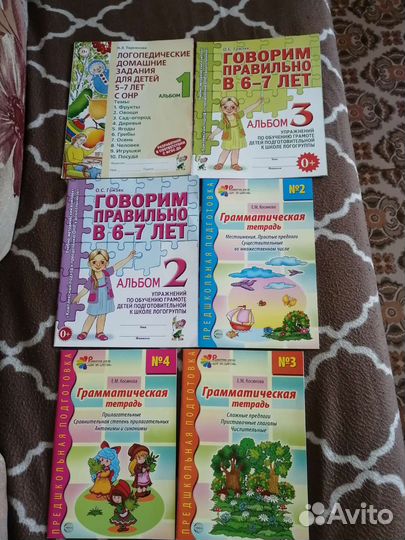 Н.Э. Теремкова
ЛОГОПЕДИЧЕСКИЕ
ДОМАШНИЕ
ЗАДАНИЯ
ДЛЯ ДЕТЕЙ
5-7 ЛЕТ
С ОНР
АЛЬБОМ 1
Темы
1. Фрукты
2. Овощи
3. Сад-огород
4. Деревья
5. Ягоды
6. Грибы
7. Осень
8. Человек
9. Игрушки
10. Посуда
О.С. Гомзяк
ГОВОРИМ
ПРАВИЛЬНО
В 6-7 ЛЕТ
АЛЬБОМ 3
УПРАЖНЕНИЙ
ПО ОБУЧЕНИЮ ГРАМОТЕ
ДЕТЕЙ ПОДГОТОВИТЕЛЬНОЙ
К ШКОЛЕ ЛОГОГРУППЫ
0+
О.С. Гомзяк
ГОВОРИМ
ПРАВИЛЬНО
В 6-7 ЛЕТ
АЛЬБОМ 2
УПРАЖНЕНИЙ
ПО ОБУЧЕНИЮ ГРАМОТЕ
ДЕТЕЙ ПОДГОТОВИТЕЛЬНОЙ
К ШКОЛЕ ЛОГОГРУППЫ
0+
ПРЕДШКОЛЬНАЯ ПОДГОТОВКА
№2
Е.М. Косинова
Грамматическая
тетрадь
Местоимения. Простые предлоги
Существительные
во множественном числе
ПРЕДШКОЛЬНАЯ ПОДГОТОВКА
№4
Е.М. Косинова
Грамматическая
тетрадь
Прилагательные
Сравнительная степень прилагательных
Антонимы и синонимы
ПРЕДШКОЛЬНАЯ ПОДГОТОВКА
№3
Е.М. Косинова
Грамматическая
тетрадь
Сложные предлоги
Приставочные глаголы
Числительные
Avito